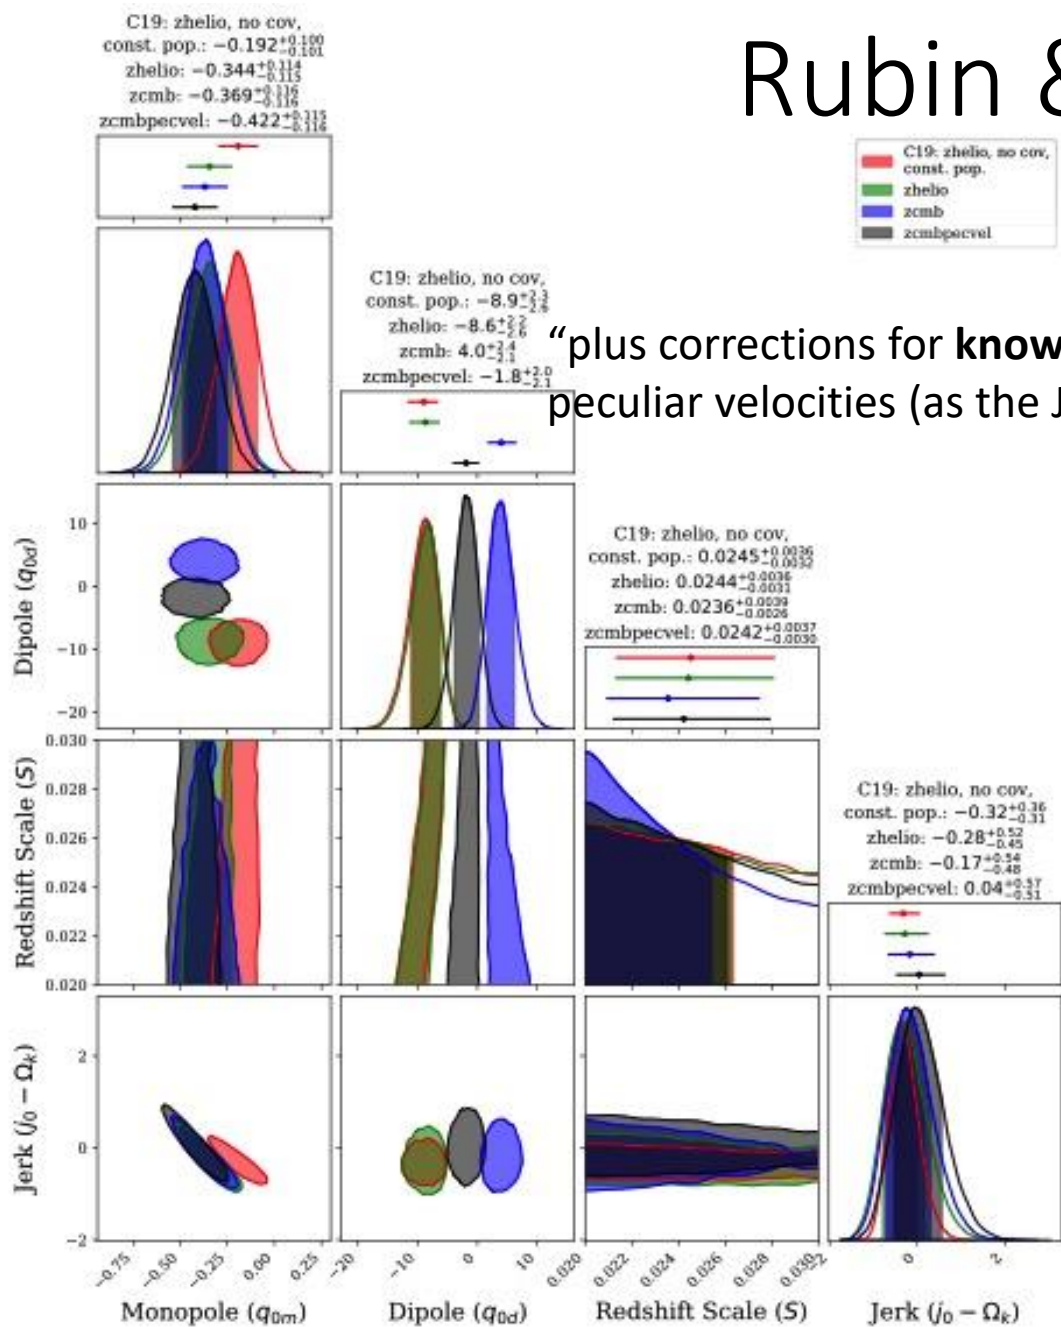 C19: zhelio, no cov,
const. pop.: −0.192+0.100−0.101
zhelio: −0.344+0.114−0.115
zcmb: −0.369+0.116−0.116
zcmbpecvel: −0.422+0.115−0.116
Rubin &
C19: zhelio, no cov,
const. pop.
zhelio
zcmb
zcmbpecvel
C19: zhelio, no cov,
const. pop.: −8.9+2.3−2.6
zhelio: −8.6+2.2−2.6
zcmb: 4.0+2.4−2.1
zcmbpecvel: −1.8+2.0−2.1
“plus corrections for know
peculiar velocities (as the J
Dipole (q0d)
10
0
−10
−20
C19: zhelio, no cov,
const. pop.: 0.0245+0.0036−0.0032
zhelio: 0.0244+0.0036−0.0031
zcmb: 0.0236+0.0039−0.0026
zcmbpecvel: 0.0242+0.0037−0.0030
Redshift Scale (S)
0.030
0.028
0.026
0.024
0.022
0.020
C19: zhelio, no cov,
const. pop.: −0.32+0.36−0.31
zhelio: −0.28+0.52−0.45
zcmb: −0.17+0.54−0.48
zcmbpecvel: 0.04+0.57−0.51
Jerk (j0 − Ωk)
2
0
−2
−0.75 −0.50 −0.25 0.00 0.25
−20 −10 0 10
0.020 0.022 0.024 0.026 0.028 0.030
−2 0 2
Monopole (q0m)
Dipole (q0d)
Redshift Scale (S)
Jerk (j0 − Ωk)